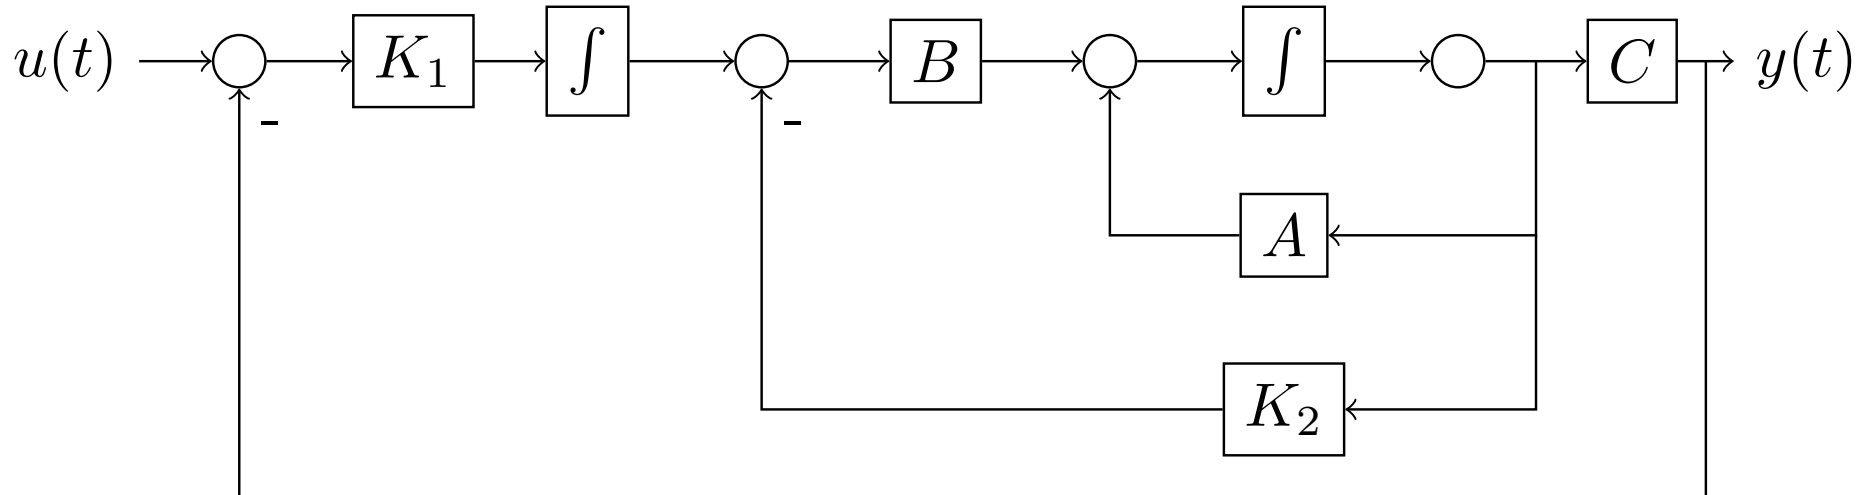 u(t) K₁ ∫ B ∫ C y(t)
-
-
A
K₂